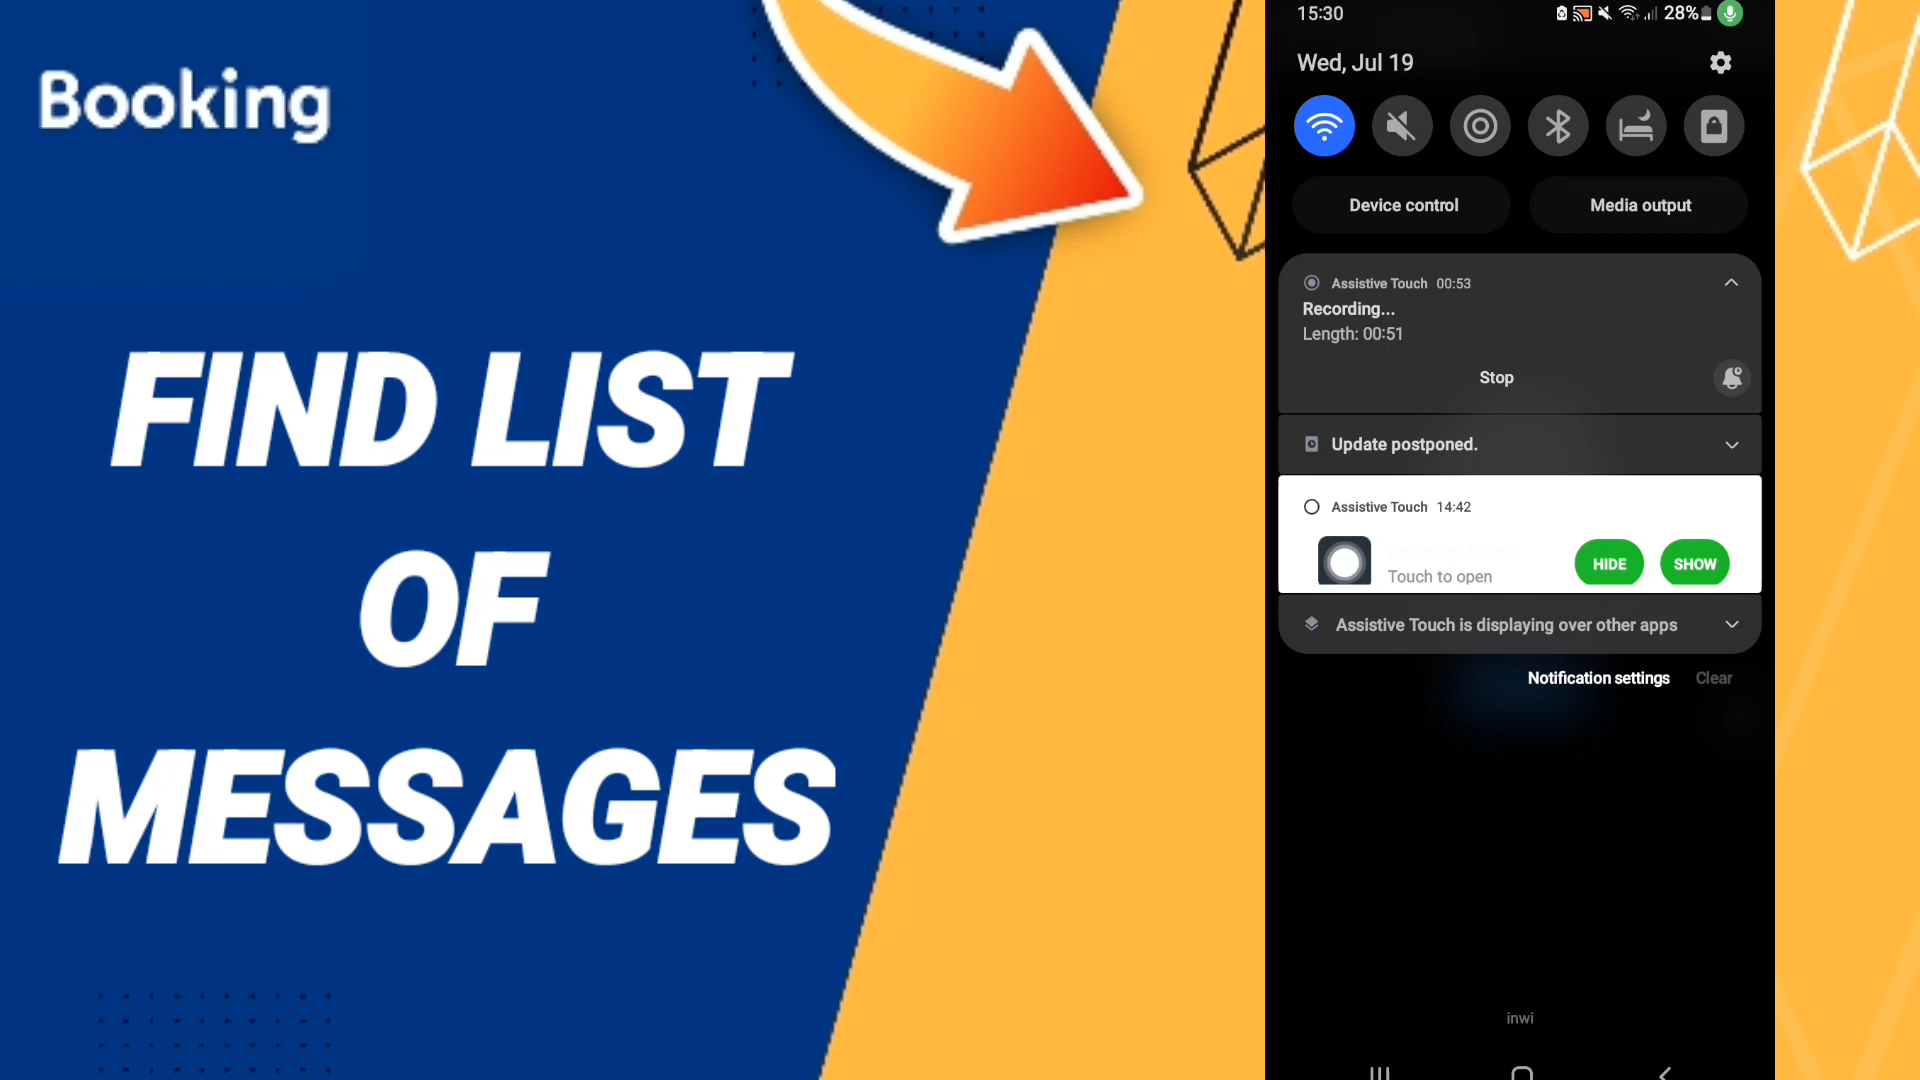 Booking
FIND LIST
OF
MESSAGES
15:30
28%
Wed, Jul 19
Device control
Media output
Assistive Touch 00:53
Recording...
Length: 00:51
Stop
Update postponed.
Assistive Touch 14:42
Assistive Touch
Touch to open
HIDE
SHOW
Assistive Touch is displaying over other apps
Notification settings
Clear
inwi